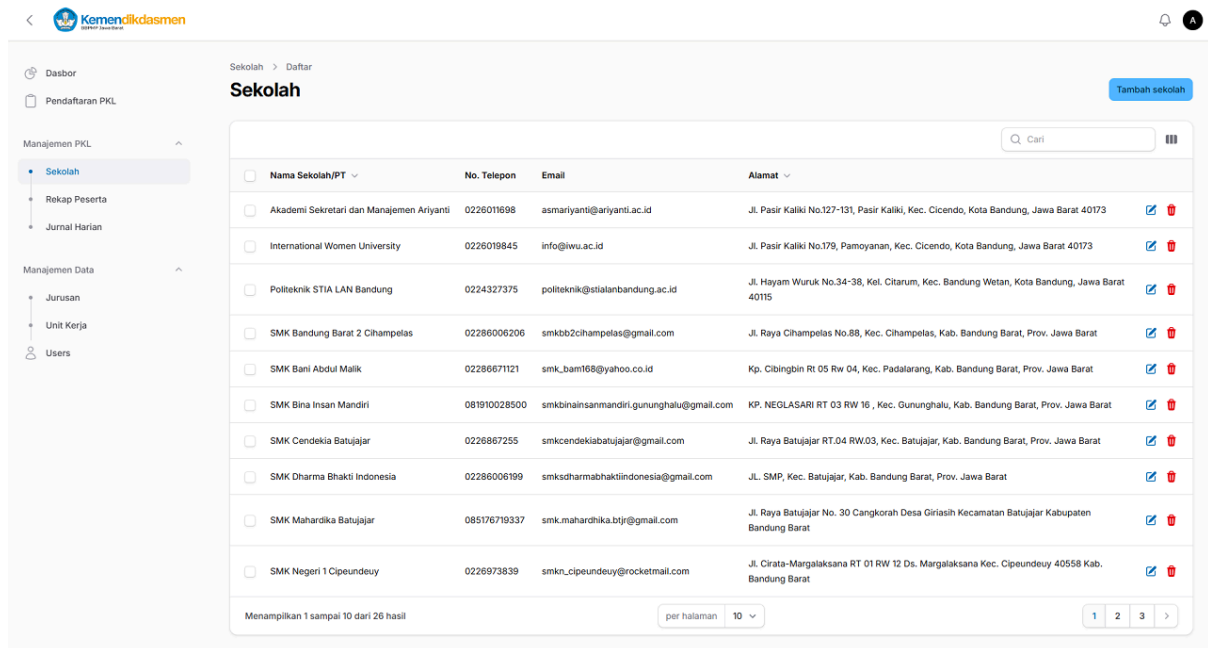 Kemendikdasmen
BBPMP Jawa Barat
A
Dasbor
Pendaftaran PKL
Manajemen PKL
Sekolah
Rekap Peserta
Jurnal Harian
Manajemen Data
Jurusan
Unit Kerja
Users
Sekolah > Daftar
Sekolah
Tambah sekolah
Cari
Nama Sekolah/PT No. Telepon Email Alamat
Akademi Sekretari dan Manajemen Ariyanti 0226011698 asmariyanti@ariyanti.ac.id Jl. Pasir Kaliki No.127-131, Pasir Kaliki, Kec. Cicendo, Kota Bandung, Jawa Barat 40173
International Women University 0226019845 info@iwu.ac.id Jl. Pasir Kaliki No.179, Pamoyanan, Kec. Cicendo, Kota Bandung, Jawa Barat 40173
Politeknik STIA LAN Bandung 0224327375 politeknik@stialanbandung.ac.id Jl. Hayam Wuruk No.34-38, Kel. Citarum, Kec. Bandung Wetan, Kota Bandung, Jawa Barat
40115
SMK Bandung Barat 2 Cihampelas 02286006206 smkbb2cihampelas@gmail.com Jl. Raya Cihampelas No.88, Kec. Cihampelas, Kab. Bandung Barat, Prov. Jawa Barat
SMK Bani Abdul Malik 02286671121 smk_bam168@yahoo.co.id Kp. Cibingbin Rt 05 Rw 04, Kec. Padalarang, Kab. Bandung Barat, Prov. Jawa Barat
SMK Bina Insan Mandiri 081910028500 smkbinainsanmandiri.gununghalu@gmail.com KP. NEGLASARI RT 03 RW 16 , Kec. Gununghalu, Kab. Bandung Barat, Prov. Jawa Barat
SMK Cendekia Batujajar 0226867255 smkcendekiabatujajar@gmail.com Jl. Raya Batujajar RT.04 RW.03, Kec. Batujajar, Kab. Bandung Barat, Prov. Jawa Barat
SMK Dharma Bhakti Indonesia 02286006199 smksdharmabhaktiindonesia@gmail.com JL. SMP, Kec. Batujajar, Kab. Bandung Barat, Prov. Jawa Barat
SMK Mahardika Batujajar 085176719337 smk.mahardhika.btjr@gmail.com Jl. Raya Batujajar No. 30 Cangkorah Desa Giriasih Kecamatan Batujajar Kabupaten
Bandung Barat
SMK Negeri 1 Cipeundeuy 0226973839 smkn_cipeundeuy@rocketmail.com Jl. Cirata-Margalaksana RT 01 RW 12 Ds. Margalaksana Kec. Cipeundeuy 40558 Kab.
Bandung Barat
Menampilkan 1 sampai 10 dari 26 hasil per halaman 10 1 2 3 >